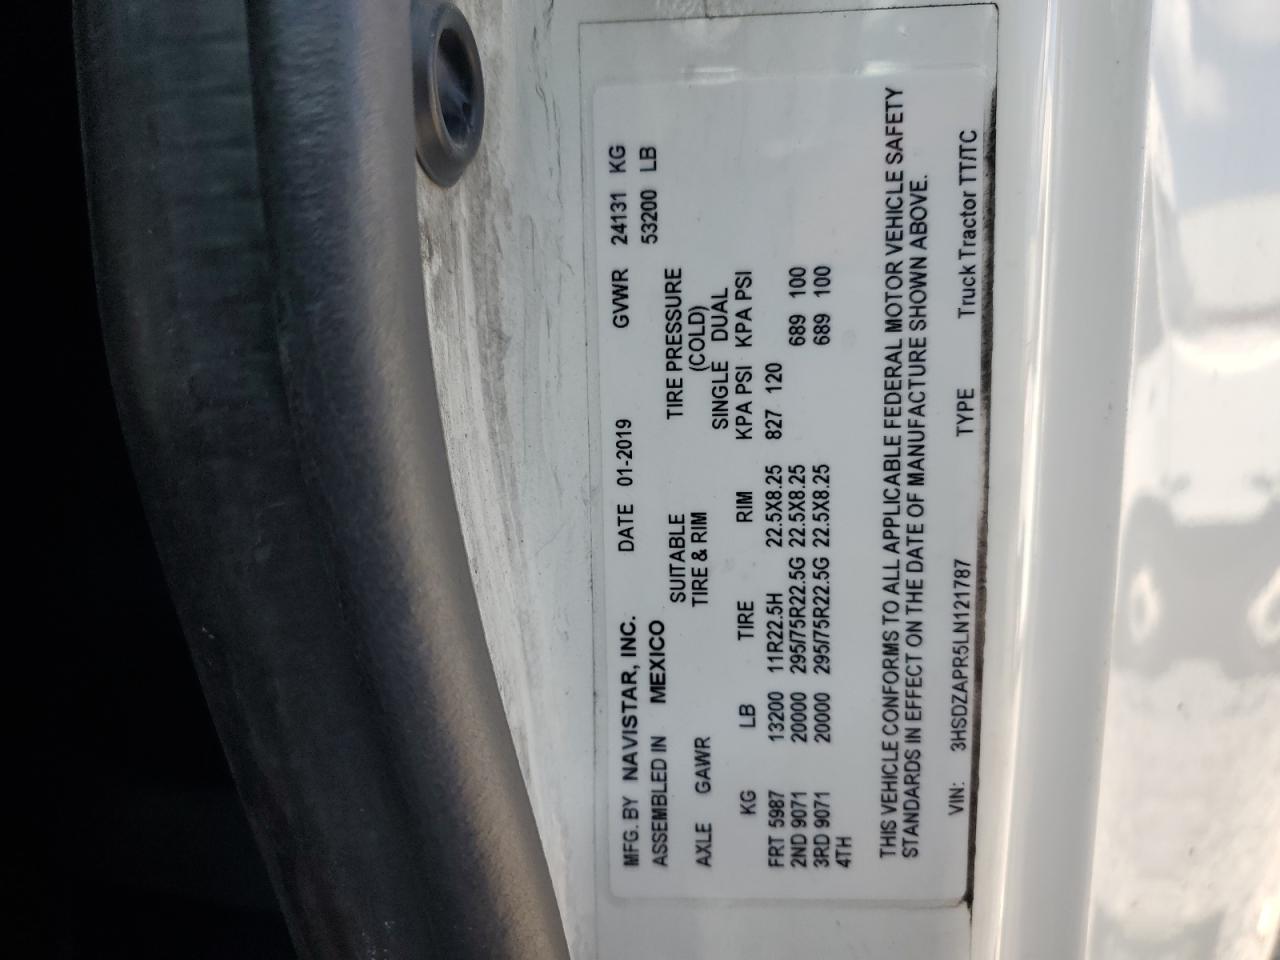 MFG. BY NAVISTAR, INC. DATE 01-2019 GVWR 24131 KG
ASSEMBLED IN MEXICO 53200 LB
SUITABLE TIRE PRESSURE
AXLE GAWR TIRE & RIM (COLD)
SINGLE DUAL
KG LB TIRE RIM KPA PSI KPA PSI
FRT 5987 13200 11R22.5H 22.5X8.25 827 120
2ND 9071 20000 295/75R22.5G 22.5X8.25 689 100
3RD 9071 20000 295/75R22.5G 22.5X8.25 689 100
4TH
THIS VEHICLE CONFORMS TO ALL APPLICABLE FEDERAL MOTOR VEHICLE SAFETY
STANDARDS IN EFFECT ON THE DATE OF MANUFACTURE SHOWN ABOVE.
VIN: 3HSDZAPR5LN121787 TYPE Truck Tractor TT/TC